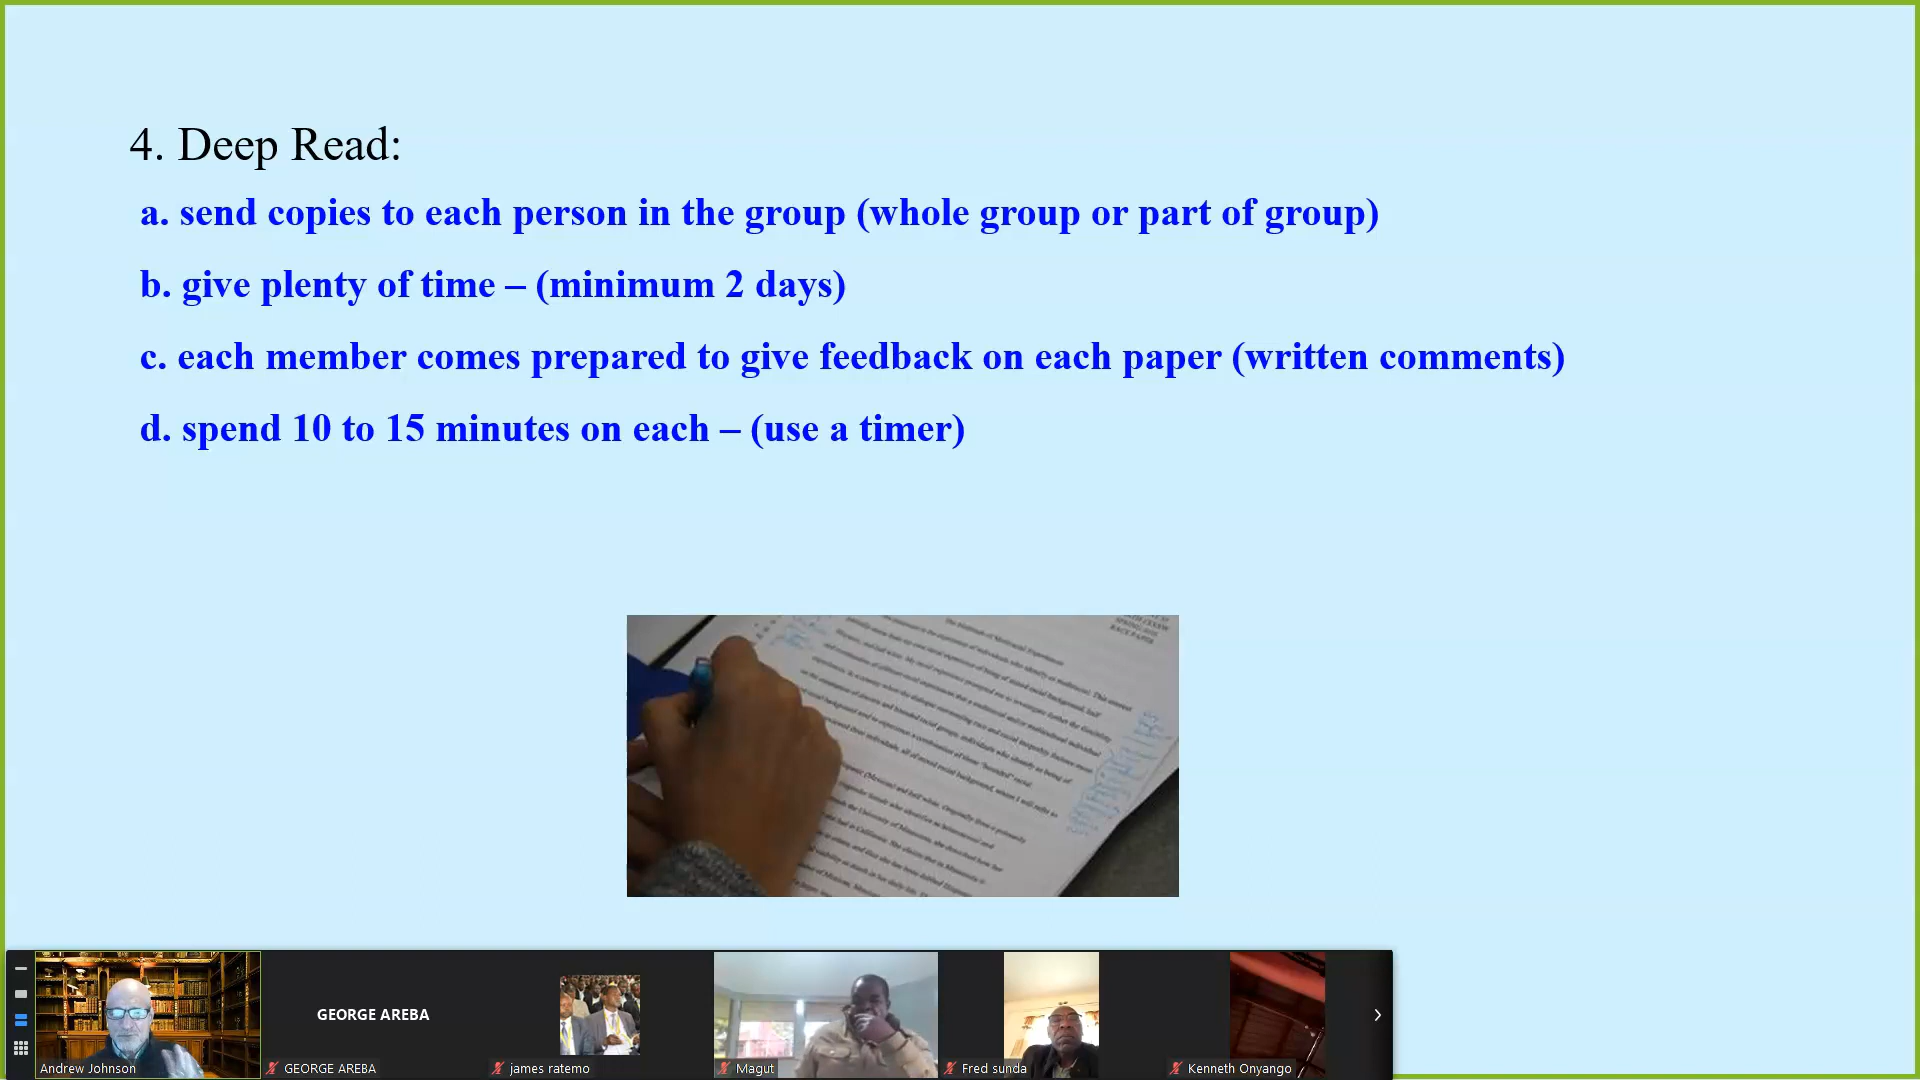 4. Deep Read:
a. send copies to each person in the group (whole group or part of group)
b. give plenty of time – (minimum 2 days)
c. each member comes prepared to give feedback on each paper (written comments)
d. spend 10 to 15 minutes on each – (use a timer)
GEORGE AREBA
Andrew Johnson
GEORGE AREBA
james ratemo
Magut
Fred sunda
Kenneth Onyango